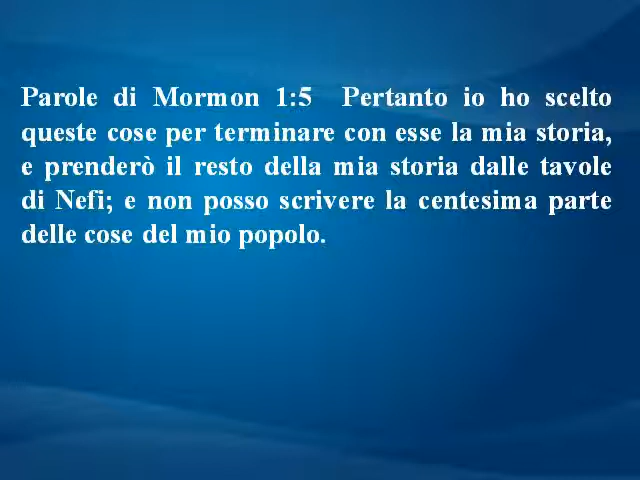 Parole di Mormon 1:5  Pertanto io ho scelto
queste cose per terminare con esse la mia storia,
e prenderò il resto della mia storia dalle tavole
di Nefi; e non posso scrivere la centesima parte
delle cose del mio popolo.